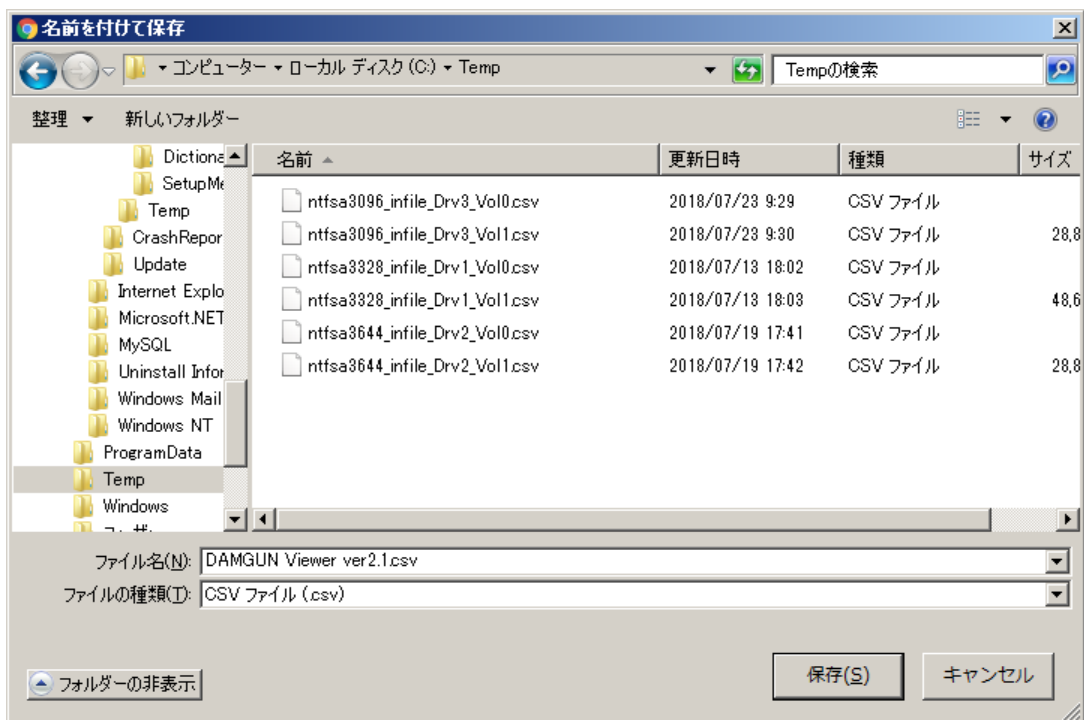 名前を付けて保存
コンピューター ローカル ディスク (C:) Temp
Tempの検索
整理 新しいフォルダー
名前 更新日時 種類 サイズ
Dictiona
SetupMe
Temp
CrashRepor
Update
Internet Explo
Microsoft.NET
MySQL
Uninstall Infor
Windows Mail
Windows NT
ProgramData
Temp
Windows
ntfsa3096_infile_Drv3_Vol0.csv 2018/07/23 9:29 CSV ファイル
ntfsa3096_infile_Drv3_Vol1.csv 2018/07/23 9:30 CSV ファイル 28,8
ntfsa3328_infile_Drv1_Vol0.csv 2018/07/13 18:02 CSV ファイル
ntfsa3328_infile_Drv1_Vol1.csv 2018/07/13 18:03 CSV ファイル 48,6
ntfsa3644_infile_Drv2_Vol0.csv 2018/07/19 17:41 CSV ファイル
ntfsa3644_infile_Drv2_Vol1.csv 2018/07/19 17:42 CSV ファイル 28,8
ファイル名(N): DAMGUN Viewer ver2.1.csv
ファイルの種類(T): CSV ファイル (.csv)
フォルダーの非表示
保存(S) キャンセル